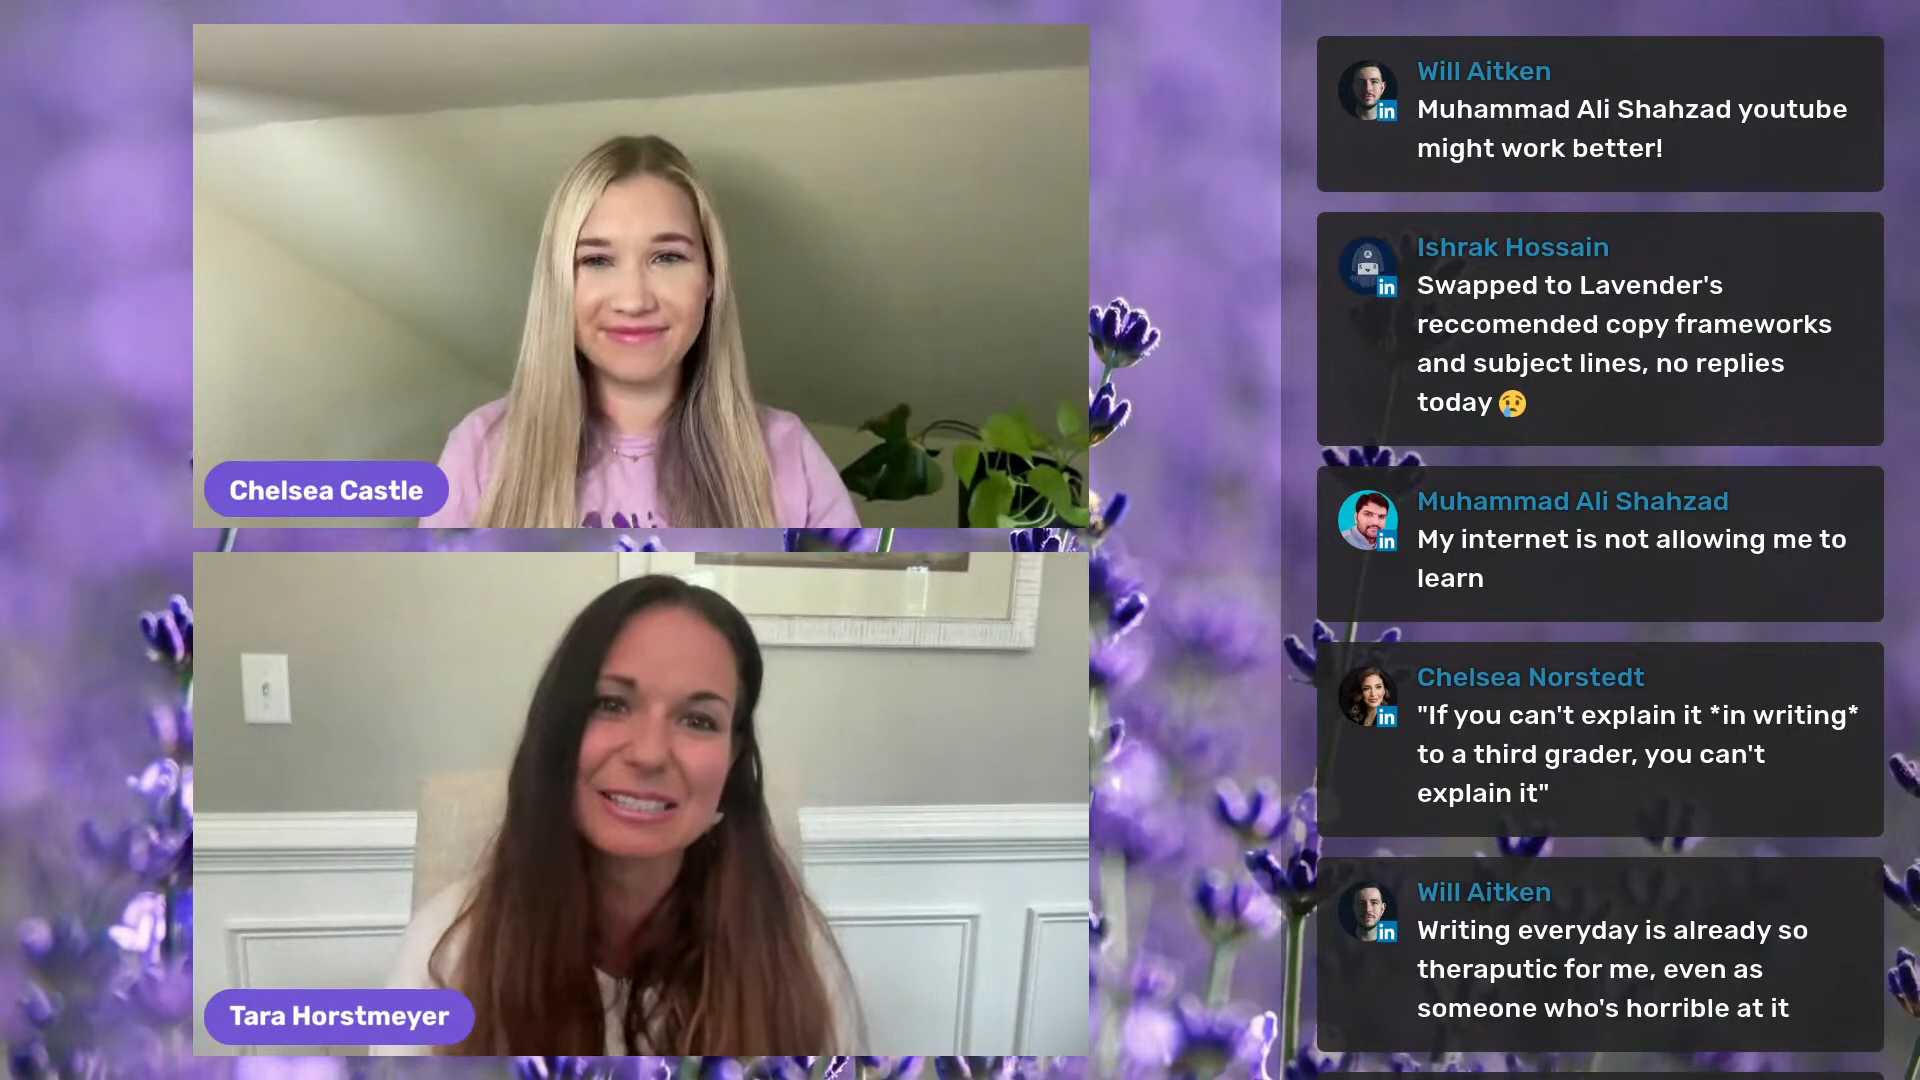 Chelsea Castle
Tara Horstmeyer
Will Aitken
Muhammad Ali Shahzad youtube
might work better!
Ishrak Hossain
Swapped to Lavender's
reccomended copy frameworks
and subject lines, no replies
today 😢
Muhammad Ali Shahzad
My internet is not allowing me to
learn
Chelsea Norstedt
"If you can't explain it *in writing*
to a third grader, you can't
explain it"
Will Aitken
Writing everyday is already so
theraputic for me, even as
someone who's horrible at it